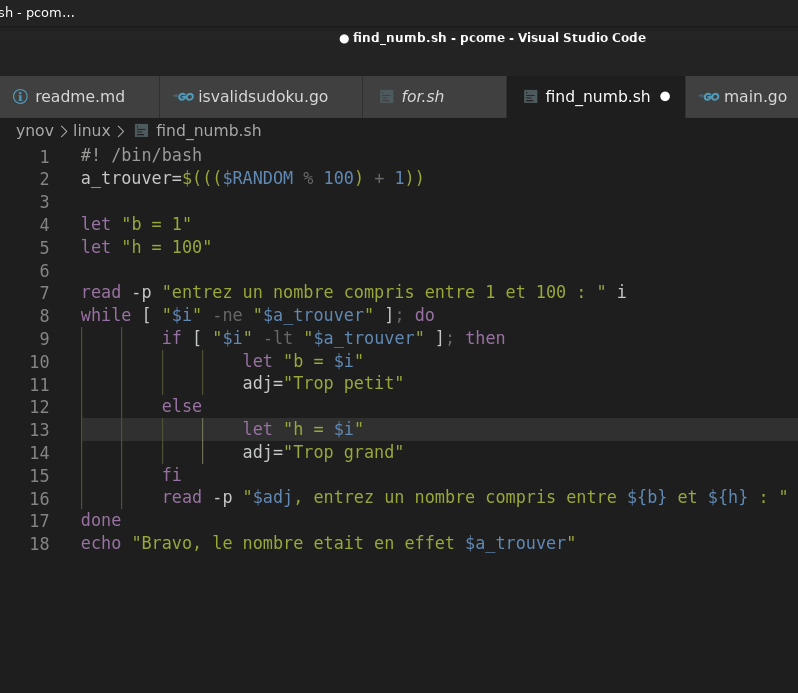 sh - pcom...
● find_numb.sh - pcome - Visual Studio Code
readme.md isvalidsudoku.go for.sh find_numb.sh ● main.go
ynov > linux > find_numb.sh
1 #! /bin/bash
2 a_trouver=$((($RANDOM % 100) + 1))
3
4 let "b = 1"
5 let "h = 100"
6
7 read -p "entrez un nombre compris entre 1 et 100 : " i
8 while [ "$i" -ne "$a_trouver" ]; do
9         if [ "$i" -lt "$a_trouver" ]; then
10                 let "b = $i"
11                 adj="Trop petit"
12         else
13                 let "h = $i"
14                 adj="Trop grand"
15         fi
16         read -p "$adj, entrez un nombre compris entre ${b} et ${h} : "
17 done
18 echo "Bravo, le nombre etait en effet $a_trouver"